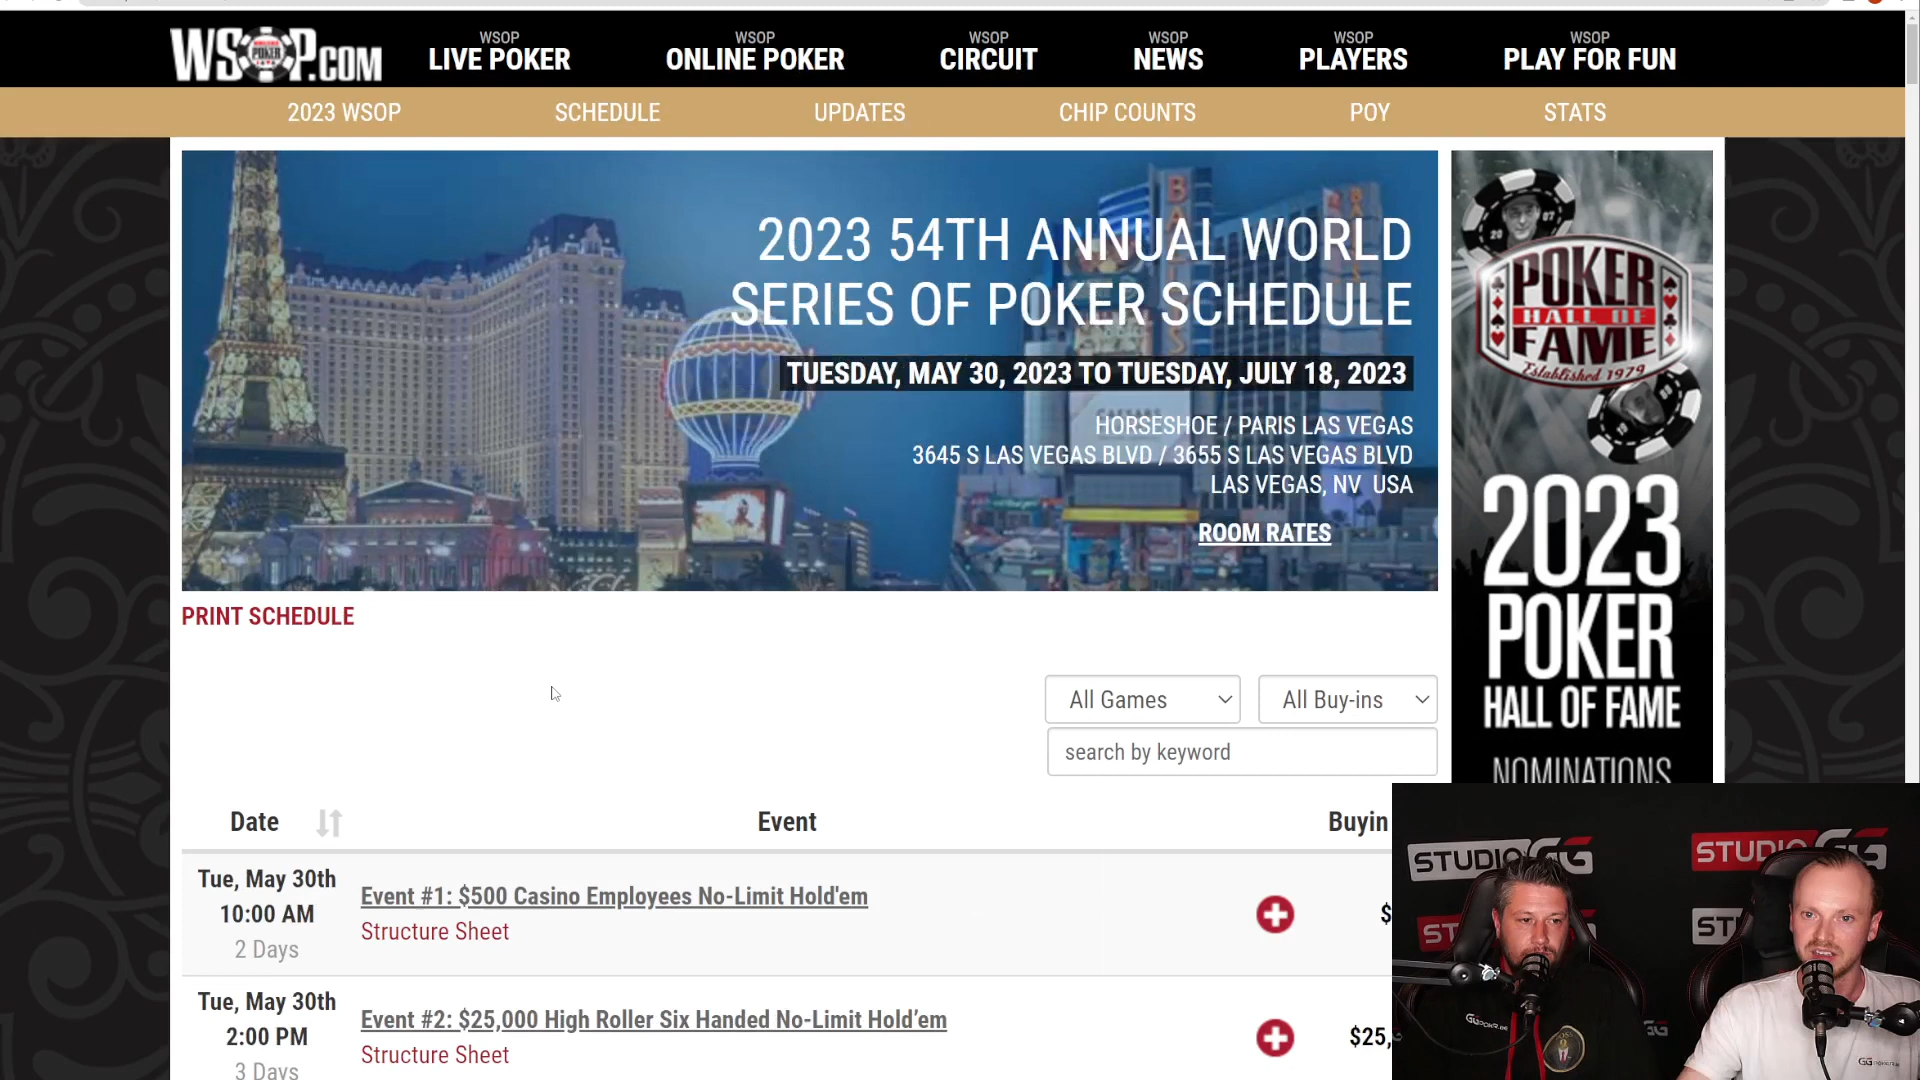 WSOP.COM
WSOP
LIVE POKER
WSOP
ONLINE POKER
WSOP
CIRCUIT
WSOP
NEWS
WSOP
PLAYERS
WSOP
PLAY FOR FUN
2023 WSOP
SCHEDULE
UPDATES
CHIP COUNTS
POY
STATS
2023 54TH ANNUAL WORLD
SERIES OF POKER SCHEDULE
TUESDAY, MAY 30, 2023 TO TUESDAY, JULY 18, 2023
HORSESHOE / PARIS LAS VEGAS
3645 S LAS VEGAS BLVD / 3655 S LAS VEGAS BLVD
LAS VEGAS, NV USA
ROOM RATES
POKER
HALL OF
FAME
Established 1979
2023
POKER
HALL OF FAME
NOMINATIONS
PRINT SCHEDULE
All Games
All Buy-ins
search by keyword
Date
Event
Buyin
Tue, May 30th
10:00 AM
2 Days
Event #1: $500 Casino Employees No-Limit Hold'em
Structure Sheet
$
Tue, May 30th
2:00 PM
3 Days
Event #2: $25,000 High Roller Six Handed No-Limit Hold’em
Structure Sheet
$25,
STUDIO GG
STUDIO GG
ST
ST